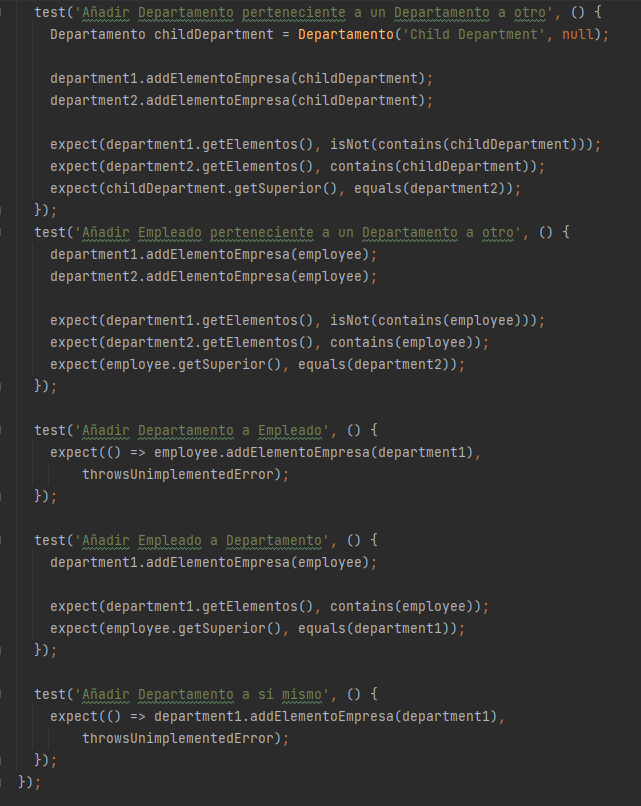 test('Añadir Departamento perteneciente a un Departamento a otro', () {
Departamento childDepartment = Departamento('Child Department', null);
department1.addElementoEmpresa(childDepartment);
department2.addElementoEmpresa(childDepartment);
expect(department1.getElementos(), isNot(contains(childDepartment)));
expect(department2.getElementos(), contains(childDepartment));
expect(childDepartment.getSuperior(), equals(department2));
});
test('Añadir Empleado perteneciente a un Departamento a otro', () {
department1.addElementoEmpresa(employee);
department2.addElementoEmpresa(employee);
expect(department1.getElementos(), isNot(contains(employee)));
expect(department2.getElementos(), contains(employee));
expect(employee.getSuperior(), equals(department2));
});
test('Añadir Departamento a Empleado', () {
expect(() => employee.addElementoEmpresa(department1),
throwsUnimplementedError);
});
test('Añadir Empleado a Departamento', () {
department1.addElementoEmpresa(employee);
expect(department1.getElementos(), contains(employee));
expect(employee.getSuperior(), equals(department1));
});
test('Añadir Departamento a sí mismo', () {
expect(() => department1.addElementoEmpresa(department1),
throwsUnimplementedError);
});
});